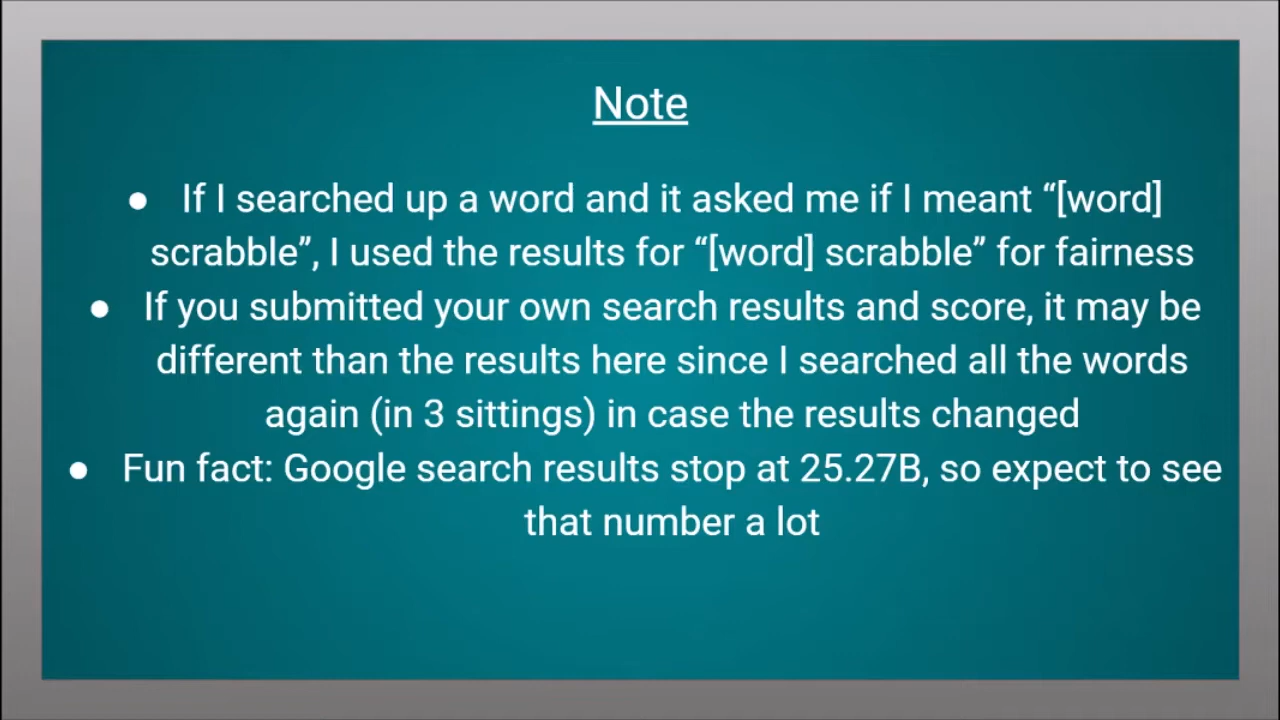 Note
● If I searched up a word and it asked me if I meant “[word]
scrabble”, I used the results for “[word] scrabble” for fairness
● If you submitted your own search results and score, it may be
different than the results here since I searched all the words
again (in 3 sittings) in case the results changed
● Fun fact: Google search results stop at 25.27B, so expect to see
that number a lot